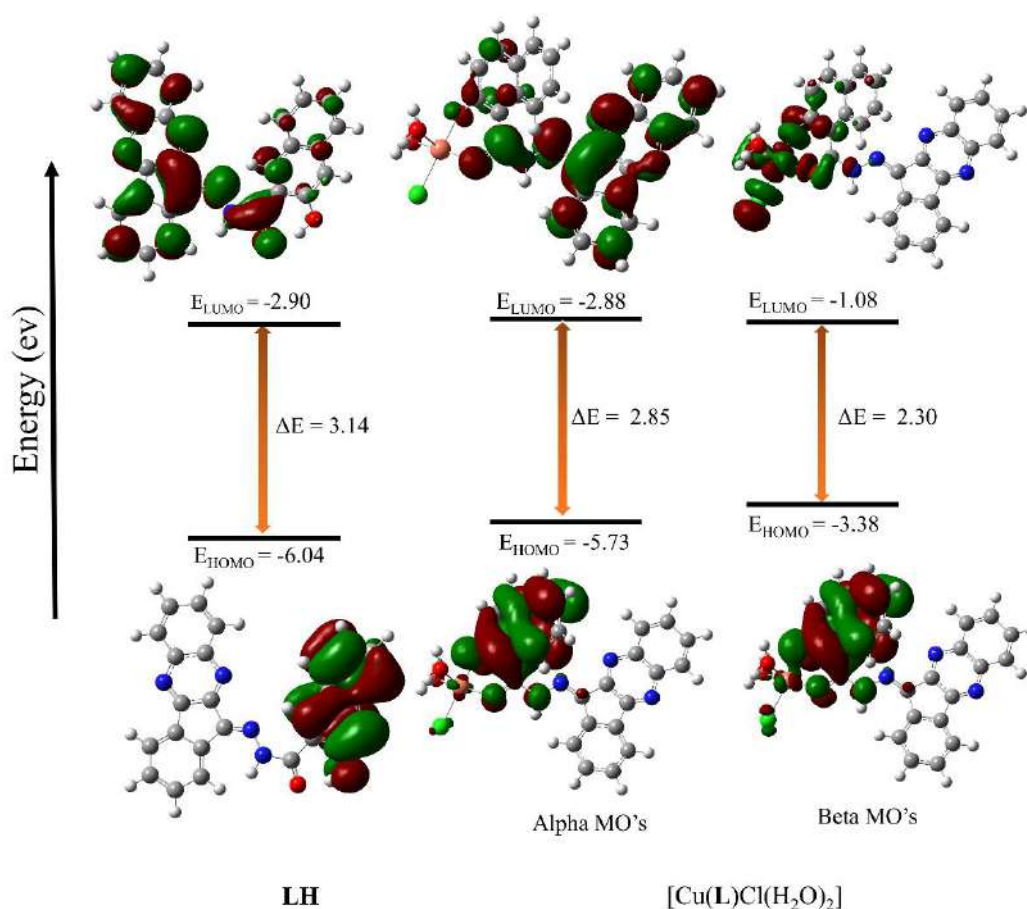 E_LUMO = -2.90
E_LUMO = -2.88
E_LUMO = -1.08
Energy (ev)
ΔE = 3.14
ΔE = 2.85
ΔE = 2.30
E_HOMO = -6.04
E_HOMO = -5.73
E_HOMO = -3.38
Alpha MO's
Beta MO's
LH
[Cu(L)Cl(H₂O)₂]